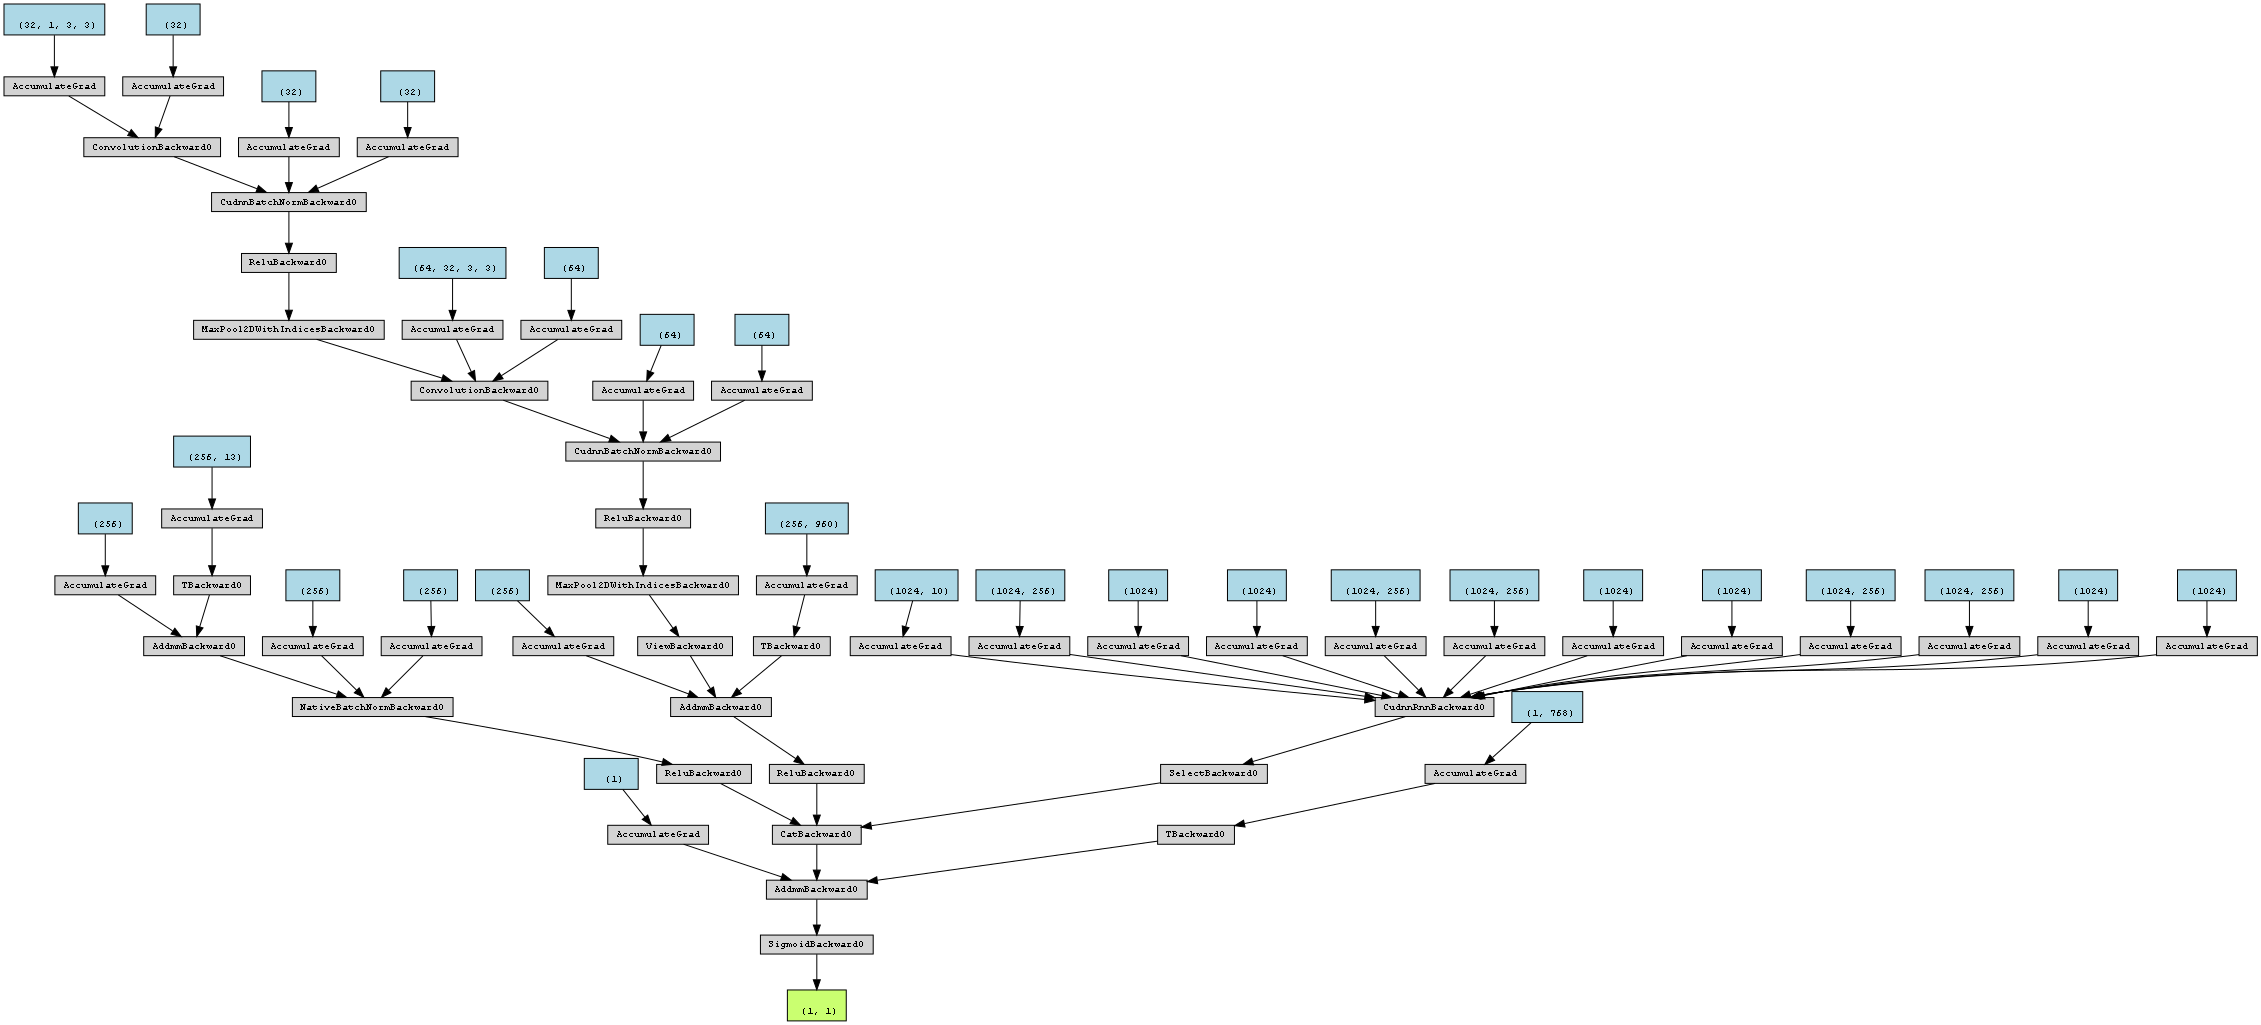 (32, 1, 3, 3)
(32)
AccumulateGrad
AccumulateGrad
(32)
(32)
ConvolutionBackward0
AccumulateGrad
AccumulateGrad
CudnnBatchNormBackward0
ReluBackward0
(64, 32, 3, 3)
(64)
MaxPool2DWithIndicesBackward0
AccumulateGrad
AccumulateGrad
(64)
(64)
ConvolutionBackward0
AccumulateGrad
AccumulateGrad
(256, 13)
CudnnBatchNormBackward0
(256)
AccumulateGrad
ReluBackward0
(256, 960)
AccumulateGrad
TBackward0
(256)
(256)
(256)
MaxPool2DWithIndicesBackward0
AccumulateGrad
(1024, 10)
(1024, 256)
(1024)
(1024)
(1024, 256)
(1024, 256)
(1024)
(1024)
(1024, 256)
(1024, 256)
(1024)
(1024)
AddmmBackward0
AccumulateGrad
AccumulateGrad
AccumulateGrad
ViewBackward0
TBackward0
AccumulateGrad
AccumulateGrad
AccumulateGrad
AccumulateGrad
AccumulateGrad
AccumulateGrad
AccumulateGrad
AccumulateGrad
AccumulateGrad
AccumulateGrad
AccumulateGrad
AccumulateGrad
NativeBatchNormBackward0
AddmmBackward0
CudnnRnnBackward0
(1, 768)
(1)
ReluBackward0
ReluBackward0
SelectBackward0
AccumulateGrad
AccumulateGrad
CatBackward0
TBackward0
AddmmBackward0
SigmoidBackward0
(1, 1)